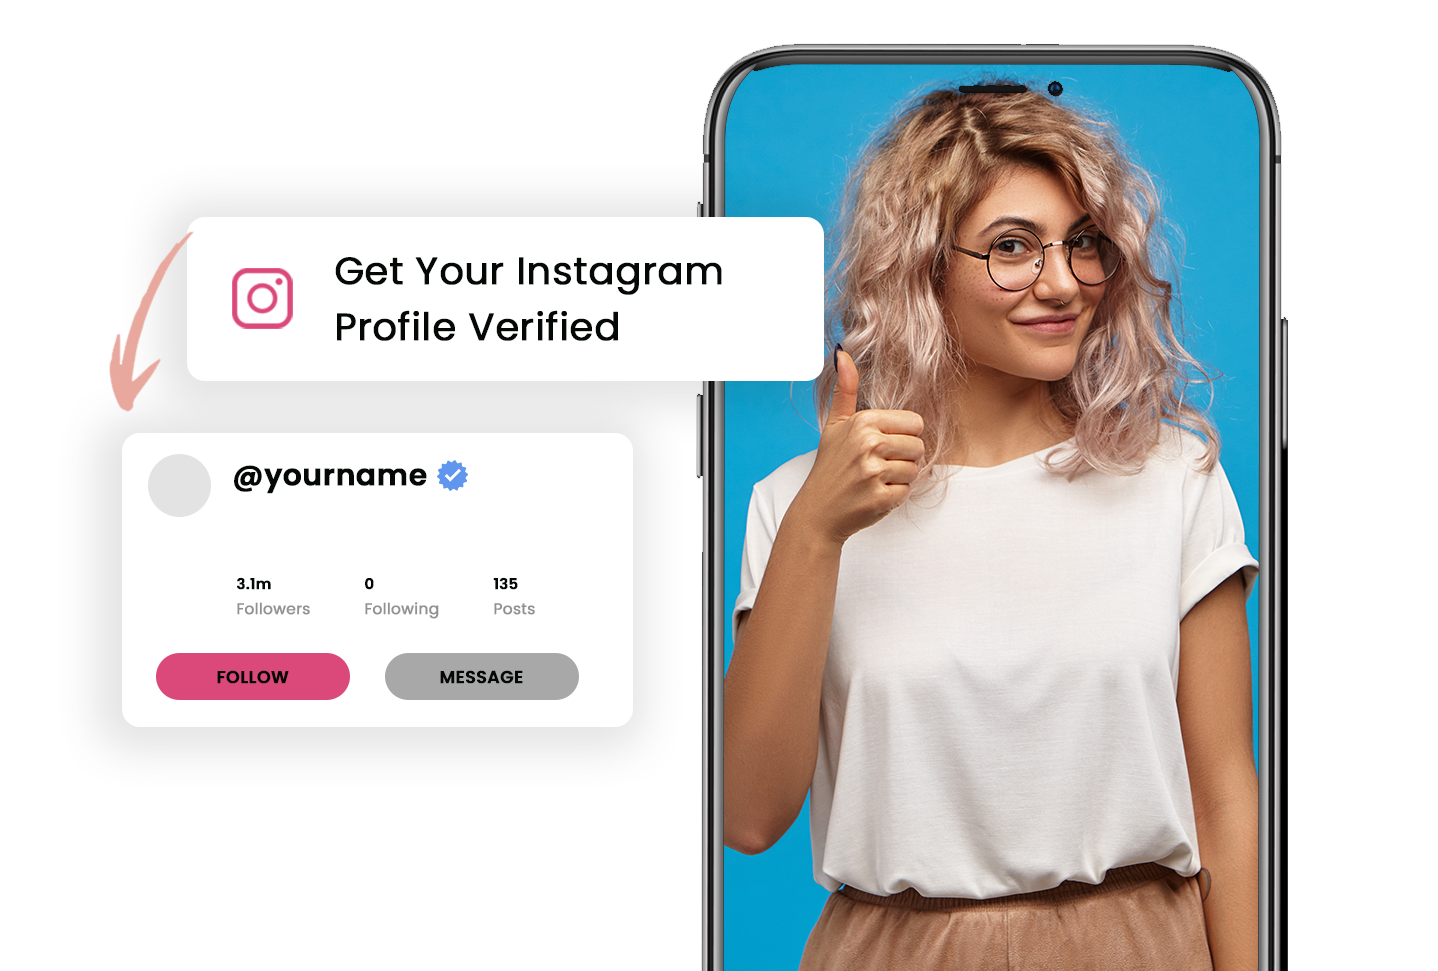 Get Your Instagram
Profile Verified
@yourname
3.1m 0 135
Followers Following Posts
FOLLOW MESSAGE